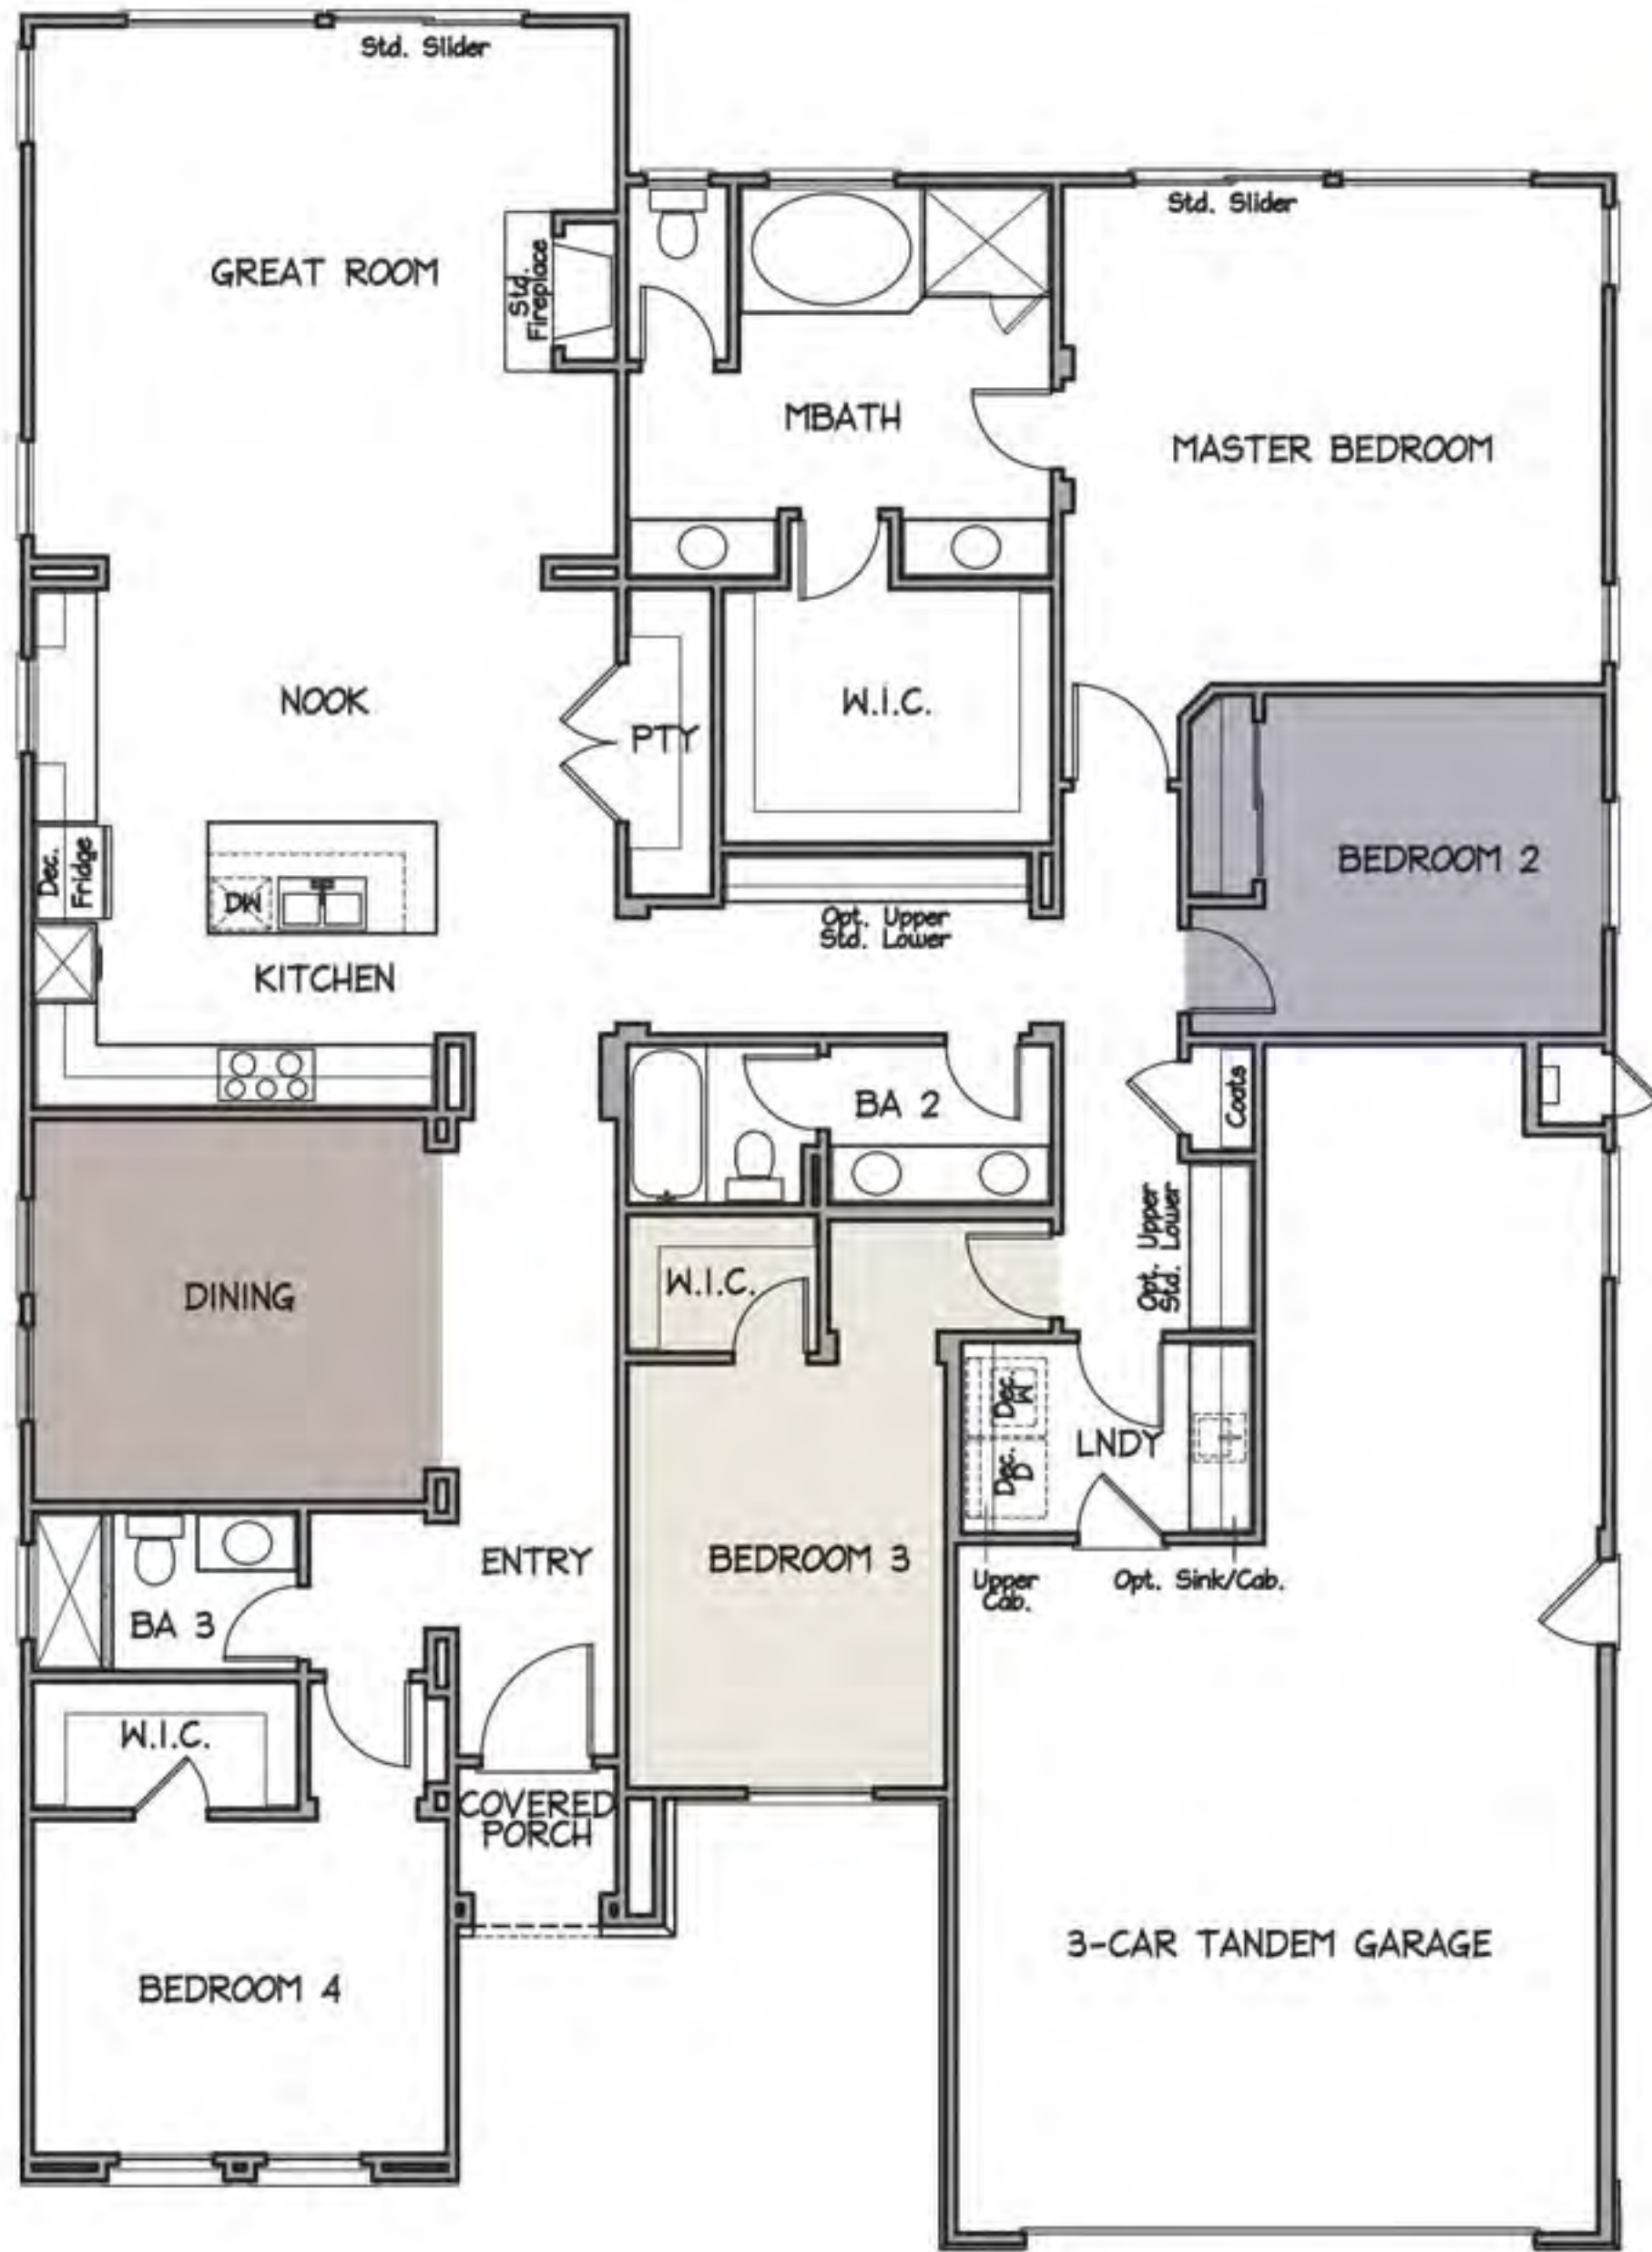 Std. Slider
Std. Slider
GREAT ROOM
Std.
Fireplace
MBATH
MASTER BEDROOM
NOOK
PTY
W.I.C.
BEDROOM 2
Dec.
Fridge
DW
Opt. Upper
Std. Lower
KITCHEN
BA 2
Coats
Opt. Upper
Std. Lower
DINING
W.I.C.
Dec.
W
Dec.
D
LNDY
ENTRY
BEDROOM 3
Upper
Cab.
Opt. Sink/Cab.
BA 3
W.I.C.
COVERED
PORCH
3-CAR TANDEM GARAGE
BEDROOM 4